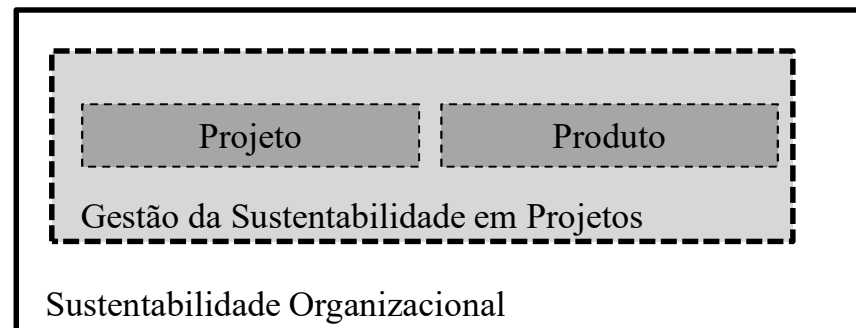 Projeto Produto
Gestão da Sustentabilidade em Projetos
Sustentabilidade Organizacional